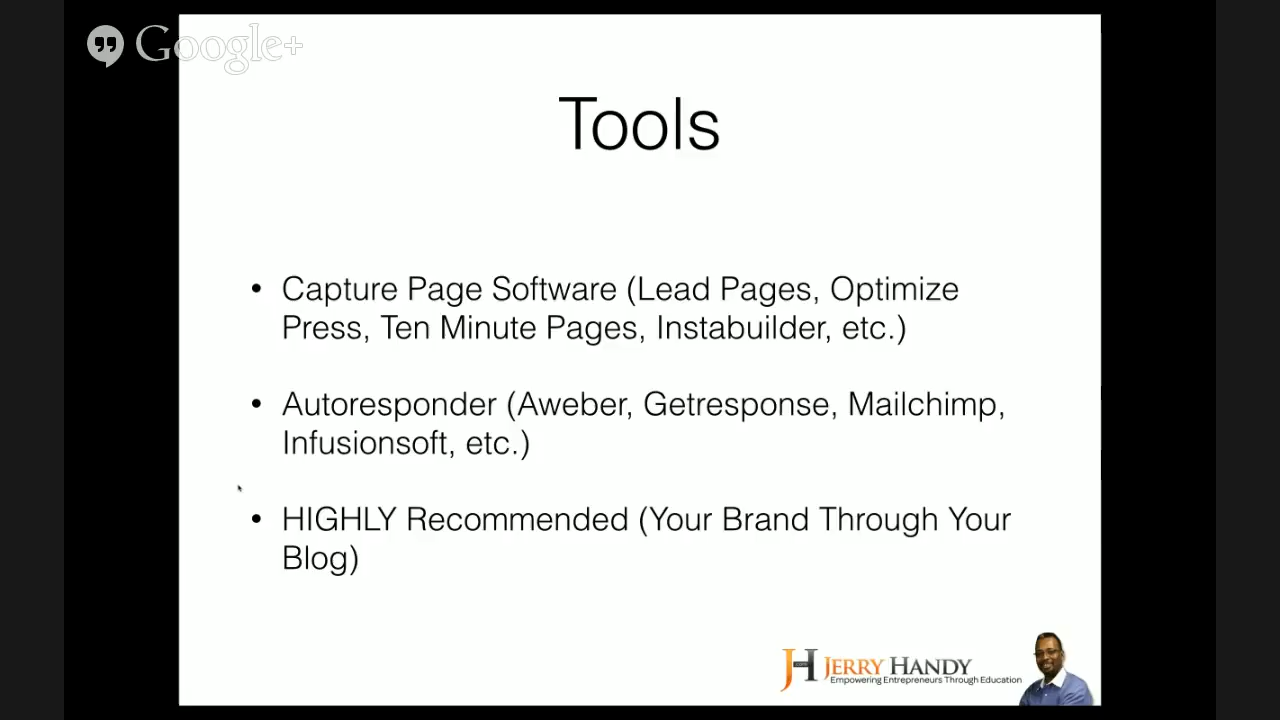 Google+
Tools
• Capture Page Software (Lead Pages, Optimize
Press, Ten Minute Pages, Instabuilder, etc.)
• Autoresponder (Aweber, Getresponse, Mailchimp,
Infusionsoft, etc.)
• HIGHLY Recommended (Your Brand Through Your
Blog)
JH JERRY HANDY
Empowering Entrepreneurs Through Education